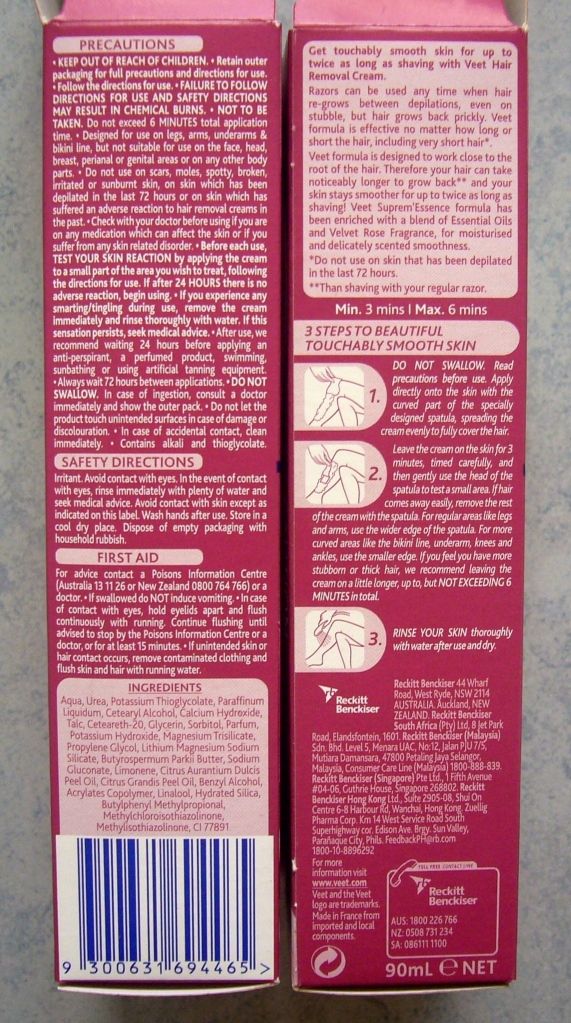 PRECAUTIONS
• KEEP OUT OF REACH OF CHILDREN. • Retain outer
packaging for full precautions and directions for use.
• Follow the directions for use. • FAILURE TO FOLLOW
DIRECTIONS FOR USE AND SAFETY DIRECTIONS
MAY RESULT IN CHEMICAL BURNS. • NOT TO BE
TAKEN. Do not exceed 6 MINUTES total application
time. • Designed for use on legs, arms, underarms &
bikini line, but not suitable for use on the face, head,
breast, perianal or genital areas or on any other body
parts. • Do not use on scars, moles, spotty, broken,
irritated or sunburnt skin, on skin which has been
depilated in the last 72 hours or on skin which has
suffered an adverse reaction to hair removal creams in
the past. • Check with your doctor before using if you are
on any medication which can affect the skin or if you
suffer from any skin related disorder. • Before each use,
TEST YOUR SKIN REACTION by applying the cream
to a small part of the area you wish to treat, following
the directions for use. If after 24 HOURS there is no
adverse reaction, begin using. • If you experience any
smarting/tingling during use, remove the cream
immediately and rinse thoroughly with water. If this
sensation persists, seek medical advice. • After use, we
recommend waiting 24 hours before applying an
anti-perspirant, a perfumed product, swimming,
sunbathing or using artificial tanning equipment.
• Always wait 72 hours between applications. • DO NOT
SWALLOW. In case of ingestion, consult a doctor
immediately and show the outer pack. • Do not let the
product touch unintended surfaces in case of damage or
discolouration. • In case of accidental contact, clean
immediately. • Contains alkali and thioglycolate.
SAFETY DIRECTIONS
Irritant. Avoid contact with eyes. In the event of contact
with eyes, rinse immediately with plenty of water and
seek medical advice. Avoid contact with skin except as
indicated on this label. Wash hands after use. Store in a
cool dry place. Dispose of empty packaging with
household rubbish.
FIRST AID
For advice contact a Poisons Information Centre
(Australia 13 11 26 or New Zealand 0800 764 766) or a
doctor. • If swallowed do NOT induce vomiting. • In case
of contact with eyes, hold eyelids apart and flush
continuously with running. Continue flushing until
advised to stop by the Poisons Information Centre or a
doctor, or for at least 15 minutes. • If unintended skin or
hair contact occurs, remove contaminated clothing and
flush skin and hair with running water.
INGREDIENTS
Aqua, Urea, Potassium Thioglycolate, Paraffinum
Liquidum, Cetearyl Alcohol, Calcium Hydroxide,
Talc, Ceteareth-20, Glycerin, Sorbitol, Parfum,
Potassium Hydroxide, Magnesium Trisilicate,
Propylene Glycol, Lithium Magnesium Sodium
Silicate, Butyrospermum Parkii Butter, Sodium
Gluconate, Limonene, Citrus Aurantium Dulcis
Peel Oil, Citrus Grandis Peel Oil, Benzyl Alcohol,
Acrylates Copolymer, Linalool, Hydrated Silica,
Butylphenyl Methylpropional,
Methylchloroisothiazolinone,
Methylisothiazolinone, CI 77891
9 300631 694465 >
Get touchably smooth skin for up to
twice as long as shaving with Veet Hair
Removal Cream.
Razors can be used any time when hair
re-grows between depilations, even on
stubble, but hair grows back prickly. Veet
formula is effective no matter how long or
short the hair, including very short hair*.
Veet formula is designed to work close to the
root of the hair. Therefore your hair can take
noticeably longer to grow back** and your
skin stays smoother for up to twice as long as
shaving! Veet Suprem'Essence formula has
been enriched with a blend of Essential Oils
and Velvet Rose Fragrance, for moisturised
and delicately scented smoothness.
*Do not use on skin that has been depilated
in the last 72 hours.
**Than shaving with your regular razor.
Min. 3 mins | Max. 6 mins
3 STEPS TO BEAUTIFUL
TOUCHABLY SMOOTH SKIN
1.
DO NOT SWALLOW. Read
precautions before use. Apply
directly onto the skin with the
curved part of the specially
designed spatula, spreading the
cream evenly to fully cover the hair.
2.
Leave the cream on the skin for 3
minutes, timed carefully, and
then gently use the head of the
spatula to test a small area. If hair
comes away easily, remove the rest
of the cream with the spatula. For regular areas like legs
and arms, use the wider edge of the spatula. For more
curved areas like the bikini line, underarm, knees and
ankles, use the smaller edge. If you feel you have more
stubborn or thick hair, we recommend leaving the
cream on a little longer, up to, but NOT EXCEEDING 6
MINUTES in total.
3.
RINSE YOUR SKIN thoroughly
with water after use and dry.
Reckitt
Benckiser
Reckitt Benckiser 44 Wharf
Road, West Ryde, NSW 2114
AUSTRALIA. Auckland, NEW
ZEALAND. Reckitt Benckiser
South Africa (Pty) Ltd, 8 Jet Park
Road, Elandsfontein, 1601. Reckitt Benckiser (Malaysia)
Sdn. Bhd. Level 5, Menara UAC, No:12, Jalan PJU 7/5,
Mutiara Damansara, 47800 Petaling Jaya Selangor,
Malaysia, Consumer Care Line (Malaysia) 1800-888-839.
Reckitt Benckiser (Singapore) Pte Ltd., 1 Fifth Avenue
#04-06, Guthrie House, Singapore 268802. Reckitt
Benckiser Hong Kong Ltd., Suite 2905-08, Shui On
Centre 6-8 Harbour Rd, Wanchai, Hong Kong. Zuellig
Pharma Corp. Km 14 West Service Road South
Superhighway cor. Edison Ave. Brgy. Sun Valley,
Parañaque City, Phils. FeedbackPH@rb.com
1800-10-8896292
For more
information visit
www.veet.com
Veet and the Veet
logo are trademarks.
Made in France from
imported and local
components.
TOLL FREE CONTACT LINE
Reckitt
Benckiser
AUS: 1800 226 766
NZ: 0508 731 234
SA: 086111 1100
90mL ℮ NET